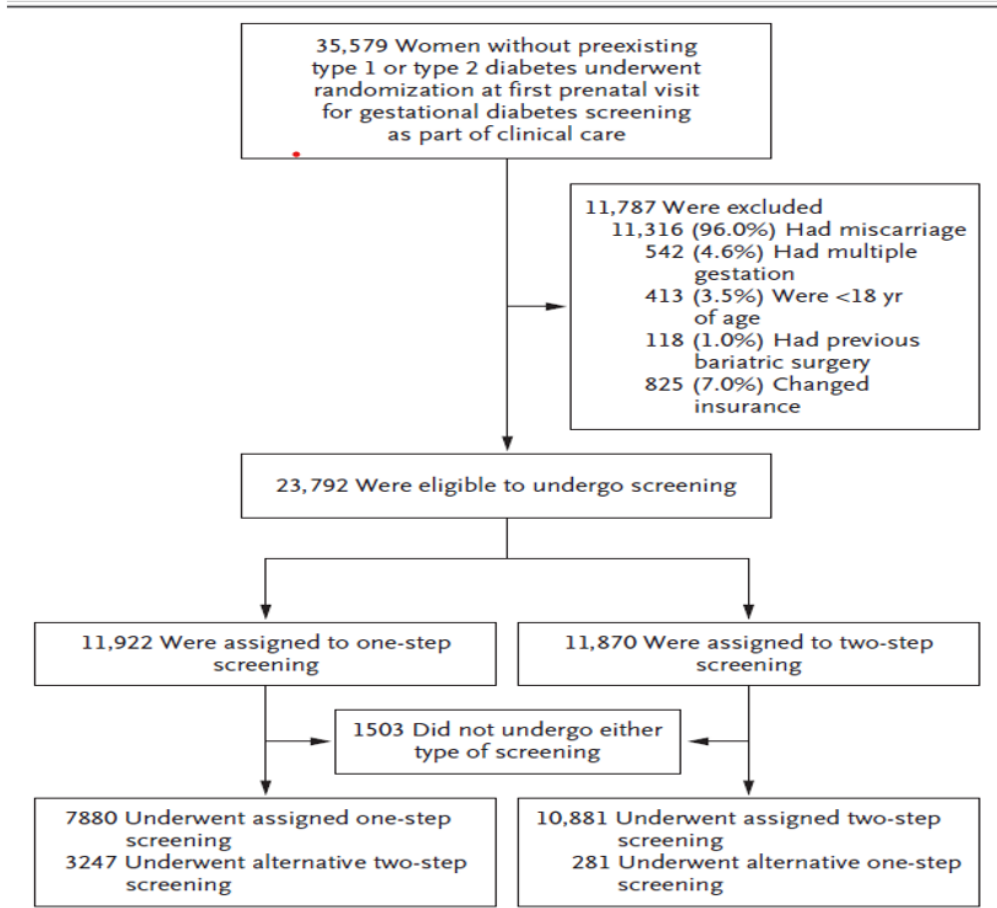 35,579 Women without preexisting
type 1 or type 2 diabetes underwent
randomization at first prenatal visit
for gestational diabetes screening
as part of clinical care
11,787 Were excluded
11,316 (96.0%) Had miscarriage
542 (4.6%) Had multiple
gestation
413 (3.5%) Were <18 yr
of age
118 (1.0%) Had previous
bariatric surgery
825 (7.0%) Changed
insurance
23,792 Were eligible to undergo screening
11,922 Were assigned to one-step
screening
11,870 Were assigned to two-step
screening
1503 Did not undergo either
type of screening
7880 Underwent assigned one-step
screening
3247 Underwent alternative two-step
screening
10,881 Underwent assigned two-step
screening
281 Underwent alternative one-step
screening